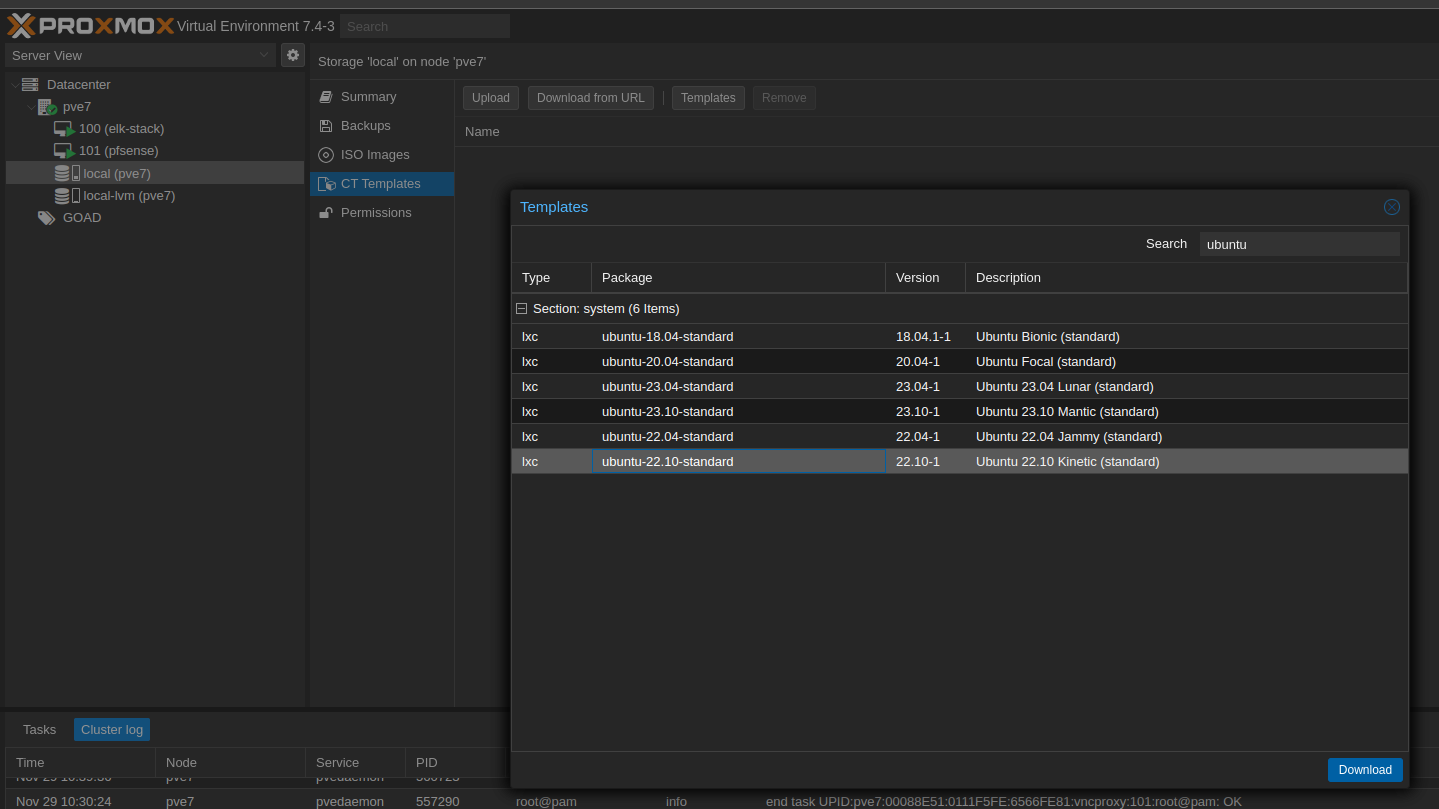 PROXMOX Virtual Environment 7.4-3 Search
Server View
Storage 'local' on node 'pve7'
Datacenter
pve7
100 (elk-stack)
101 (pfsense)
local (pve7)
local-lvm (pve7)
GOAD
Summary
Backups
ISO Images
CT Templates
Permissions
Upload Download from URL Templates Remove
Name
Templates
Search ubuntu
Type Package Version Description
Section: system (6 Items)
lxc ubuntu-18.04-standard 18.04.1-1 Ubuntu Bionic (standard)
lxc ubuntu-20.04-standard 20.04-1 Ubuntu Focal (standard)
lxc ubuntu-23.04-standard 23.04-1 Ubuntu 23.04 Lunar (standard)
lxc ubuntu-23.10-standard 23.10-1 Ubuntu 23.10 Mantic (standard)
lxc ubuntu-22.04-standard 22.04-1 Ubuntu 22.04 Jammy (standard)
lxc ubuntu-22.10-standard 22.10-1 Ubuntu 22.10 Kinetic (standard)
Download
Tasks Cluster log
Time Node Service PID
Nov 29 pve7 pvedaemon
Nov 29 10:30:24 pve7 pvedaemon 557290 root@pam info end task UPID:pve7:00088E51:0111F5FE:6566FE81:vncproxy:101:root@pam: OK